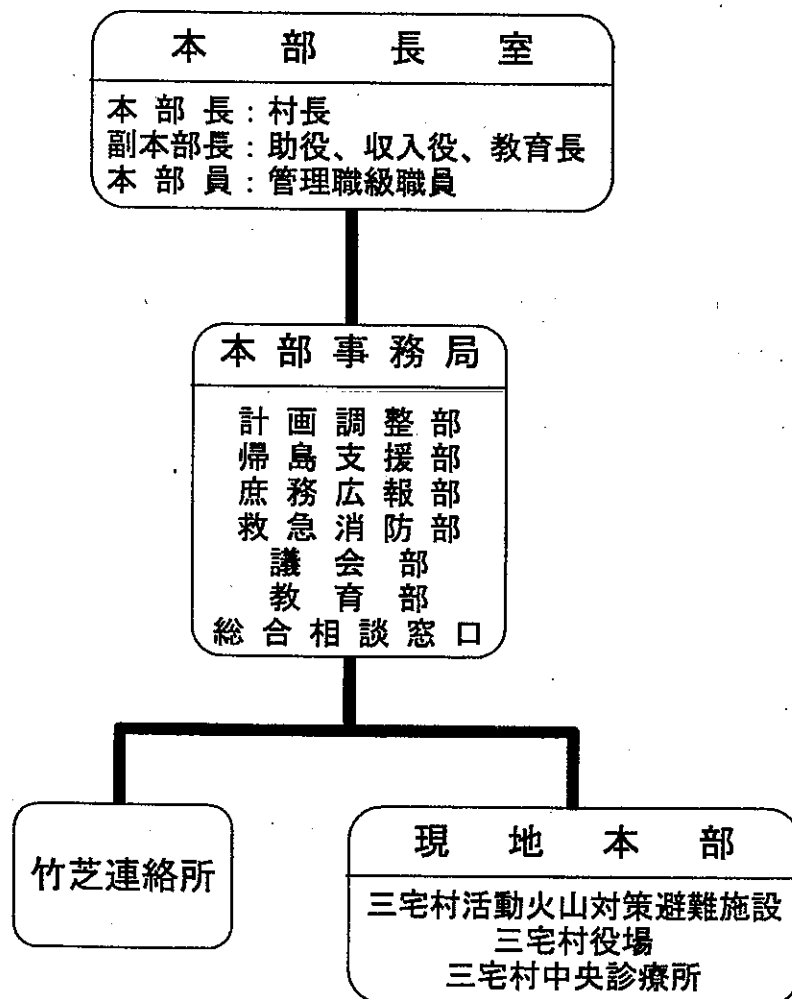 本部長室
本部長：村長
副本部長：助役、収入役、教育長
本部員：管理職級職員
本部事務局
計画調整部
帰島支援部
庶務広報部
救急消防部
議会部
教育部
総合相談窓口
竹芝連絡所
現地本部
三宅村活動火山対策避難施設
三宅村役場
三宅村中央診療所